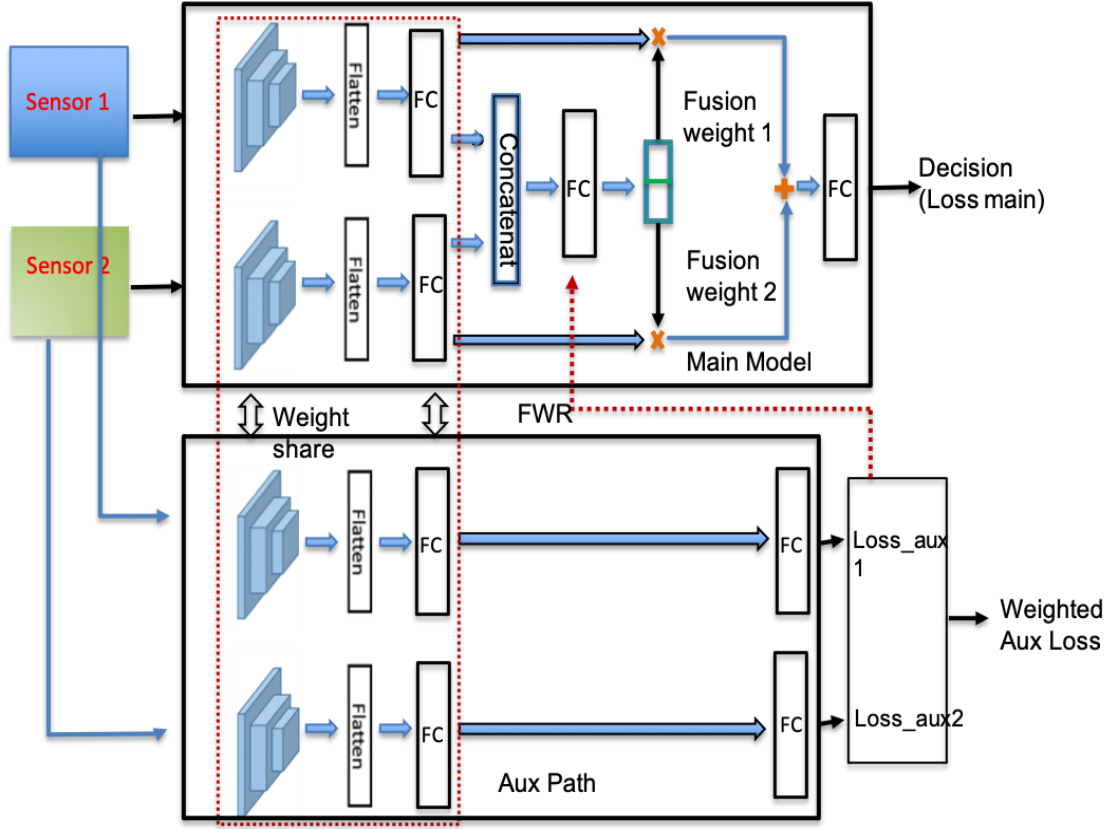 Sensor 1
Flatten
FC
Concatenat
FC
Fusion
weight 1
FC
Decision
(Loss main)
Sensor 2
Flatten
FC
Fusion
weight 2
Main Model
Weight
share
FWR
Flatten
FC
FC
Loss_aux
1
Weighted
Aux Loss
Flatten
FC
FC
Loss_aux2
Aux Path